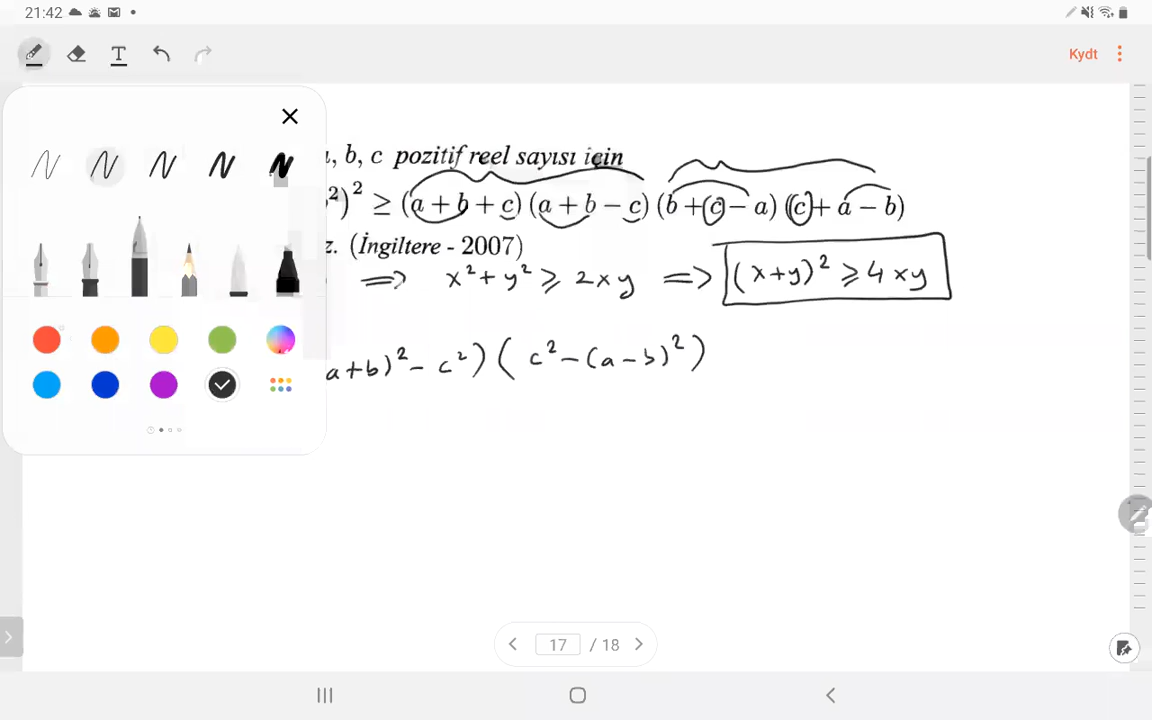 21:42
Kydt
, b, c pozitif reel sayısı için
²)² ≥ (a + b + c) (a + b − c) (b + c − a) (c + a − b)
z. (İngiltere - 2007)
⇒ x² + y² ≥ 2xy ⇒ (x+y)² ≥ 4xy
a+b)² − c²) ( c² − (a − b)² )
17 / 18